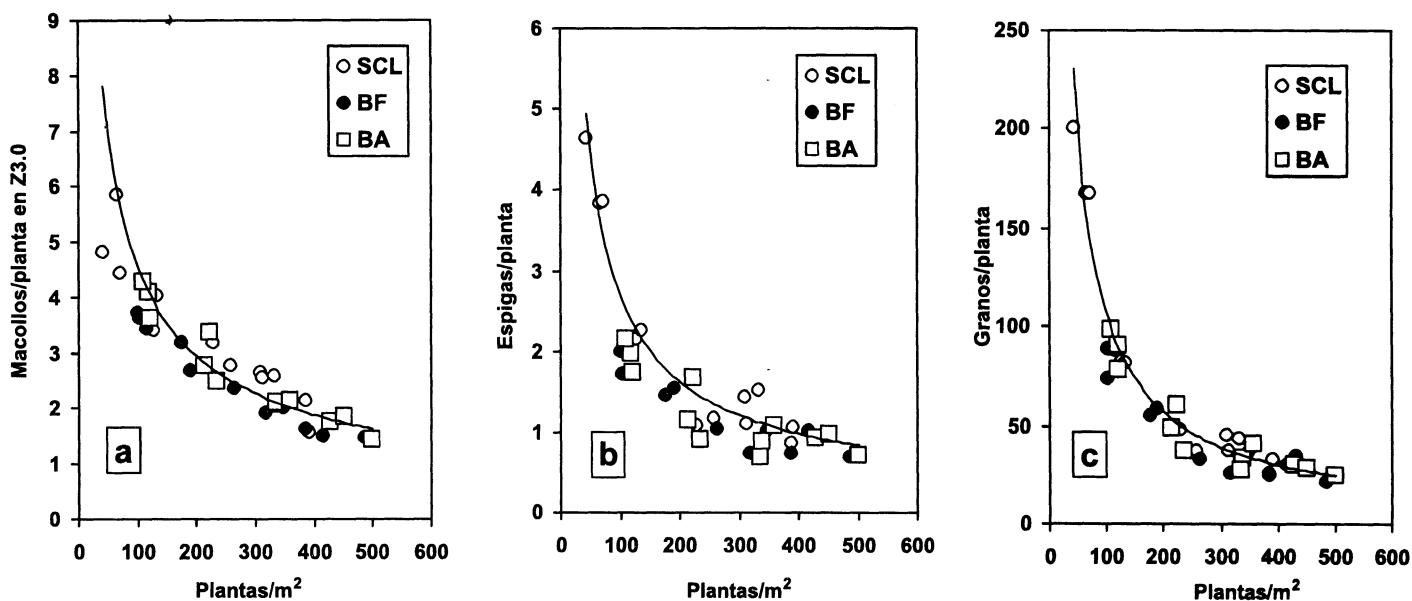 9
8
7
6
5
4
3
2
1
0
Macollos/planta en Z3.0
SCL
BF
BA
a
0 100 200 300 400 500 600
Plantas/m²
6
5
4
3
2
1
0
Espigas/planta
SCL
BF
BA
b
0 100 200 300 400 500 600
Plantas/m²
250
200
150
100
50
0
Granos/planta
SCL
BF
BA
c
0 100 200 300 400 500 600
Plantas/m²